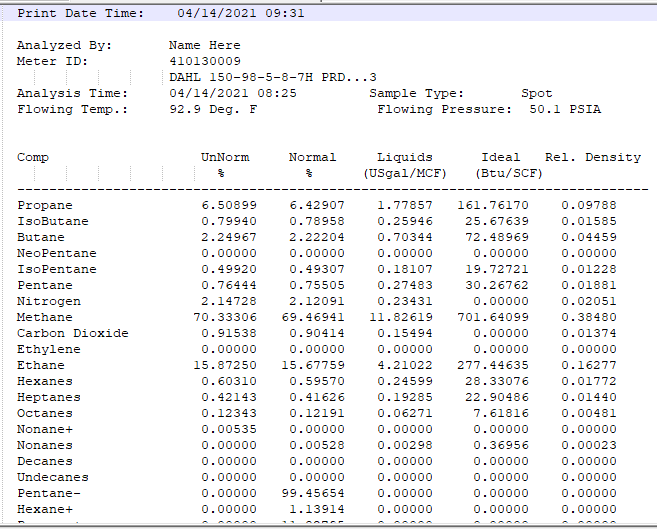 Print Date Time: 04/14/2021 09:31
Analyzed By: Name Here
Meter ID: 410130009
DAHL 150-98-5-8-7H PRD...3
Analysis Time: 04/14/2021 08:25 Sample Type: Spot
Flowing Temp.: 92.9 Deg. F Flowing Pressure: 50.1 PSIA
Comp UnNorm Normal Liquids Ideal Rel. Density
% % (USgal/MCF) (Btu/SCF)
Propane 6.50899 6.42907 1.77857 161.76170 0.09788
IsoButane 0.79940 0.78958 0.25946 25.67639 0.01585
Butane 2.24967 2.22204 0.70344 72.48969 0.04459
NeoPentane 0.00000 0.00000 0.00000 0.00000 0.00000
IsoPentane 0.49920 0.49307 0.18107 19.72721 0.01228
Pentane 0.76444 0.75505 0.27483 30.26762 0.01881
Nitrogen 2.14728 2.12091 0.23431 0.00000 0.02051
Methane 70.33306 69.46941 11.82619 701.64099 0.38480
Carbon Dioxide 0.91538 0.90414 0.15494 0.00000 0.01374
Ethylene 0.00000 0.00000 0.00000 0.00000 0.00000
Ethane 15.87250 15.67759 4.21022 277.44635 0.16277
Hexanes 0.60310 0.59570 0.24599 28.33076 0.01772
Heptanes 0.42143 0.41626 0.19285 22.90486 0.01440
Octanes 0.12343 0.12191 0.06271 7.61816 0.00481
Nonane+ 0.00535 0.00000 0.00000 0.00000 0.00000
Nonanes 0.00000 0.00528 0.00298 0.36956 0.00023
Decanes 0.00000 0.00000 0.00000 0.00000 0.00000
Undecanes 0.00000 0.00000 0.00000 0.00000 0.00000
Pentane- 0.00000 99.45654 0.00000 0.00000 0.00000
Hexane+ 0.00000 1.13914 0.00000 0.00000 0.00000